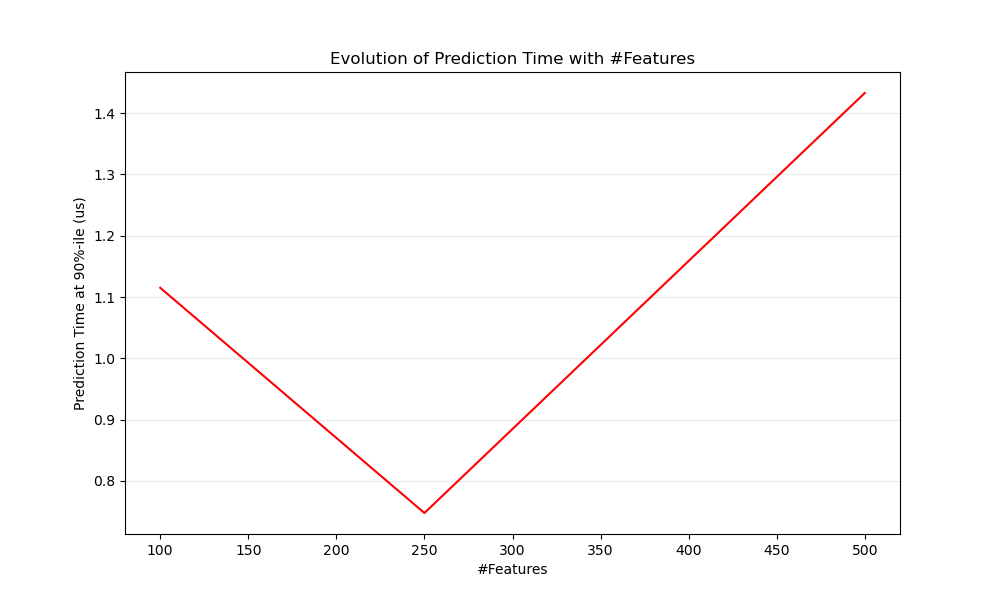 Evolution of Prediction Time with #Features
Prediction Time at 90%-ile (us)
1.4
1.3
1.2
1.1
1.0
0.9
0.8
100 150 200 250 300 350 400 450 500
#Features